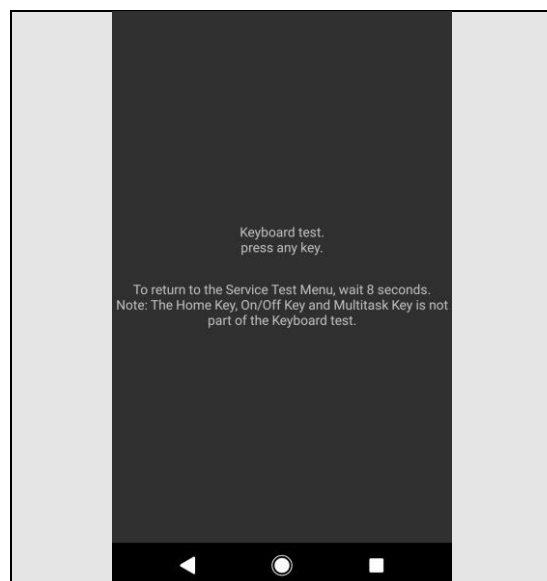 Keyboard test.
press any key.
To return to the Service Test Menu, wait 8 seconds.
Note: The Home Key, On/Off Key and Multitask Key is not
part of the Keyboard test.